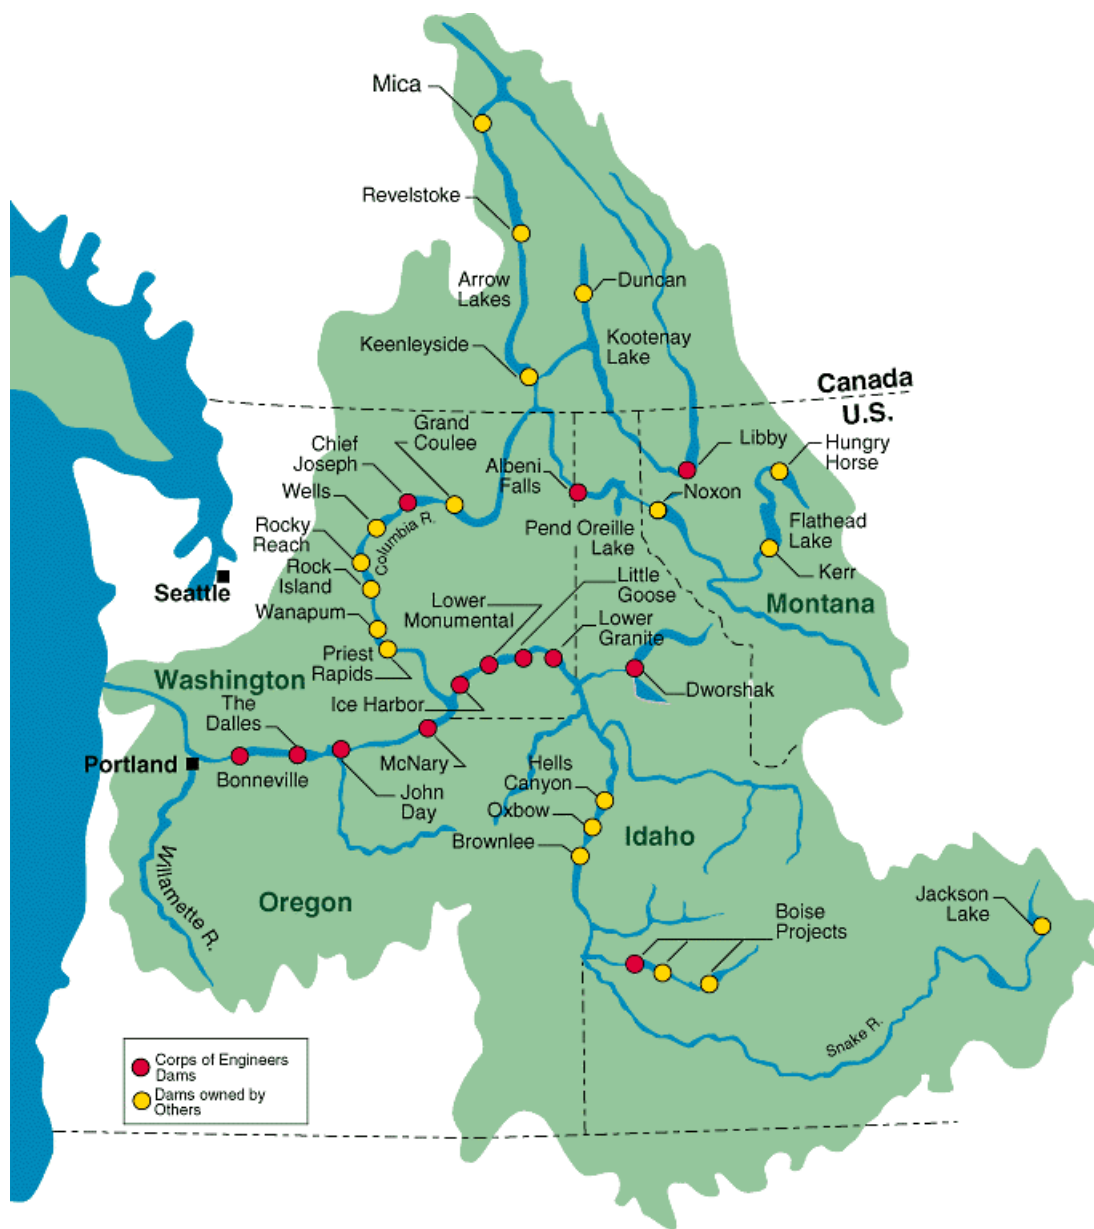 Mica
Revelstoke
Arrow
Lakes
Duncan
Keenleyside
Kootenay
Lake
Canada
U.S.
Grand
Coulee
Chief
Joseph
Albeni
Falls
Libby
Hungry
Horse
Wells
Noxon
Columbia R.
Rocky
Reach
Pend Oreille
Lake
Flathead
Lake
Rock
Island
Little
Goose
Kerr
Seattle
Wanapum
Lower
Monumental
Lower
Granite
Montana
Priest
Rapids
Washington
Ice Harbor
Dworshak
The
Dalles
Portland
Bonneville
McNary
John
Day
Hells
Canyon
Oxbow
Brownlee
Idaho
Willamette R.
Oregon
Boise
Projects
Jackson
Lake
Snake R.
Corps of Engineers
Dams
Dams owned by
Others